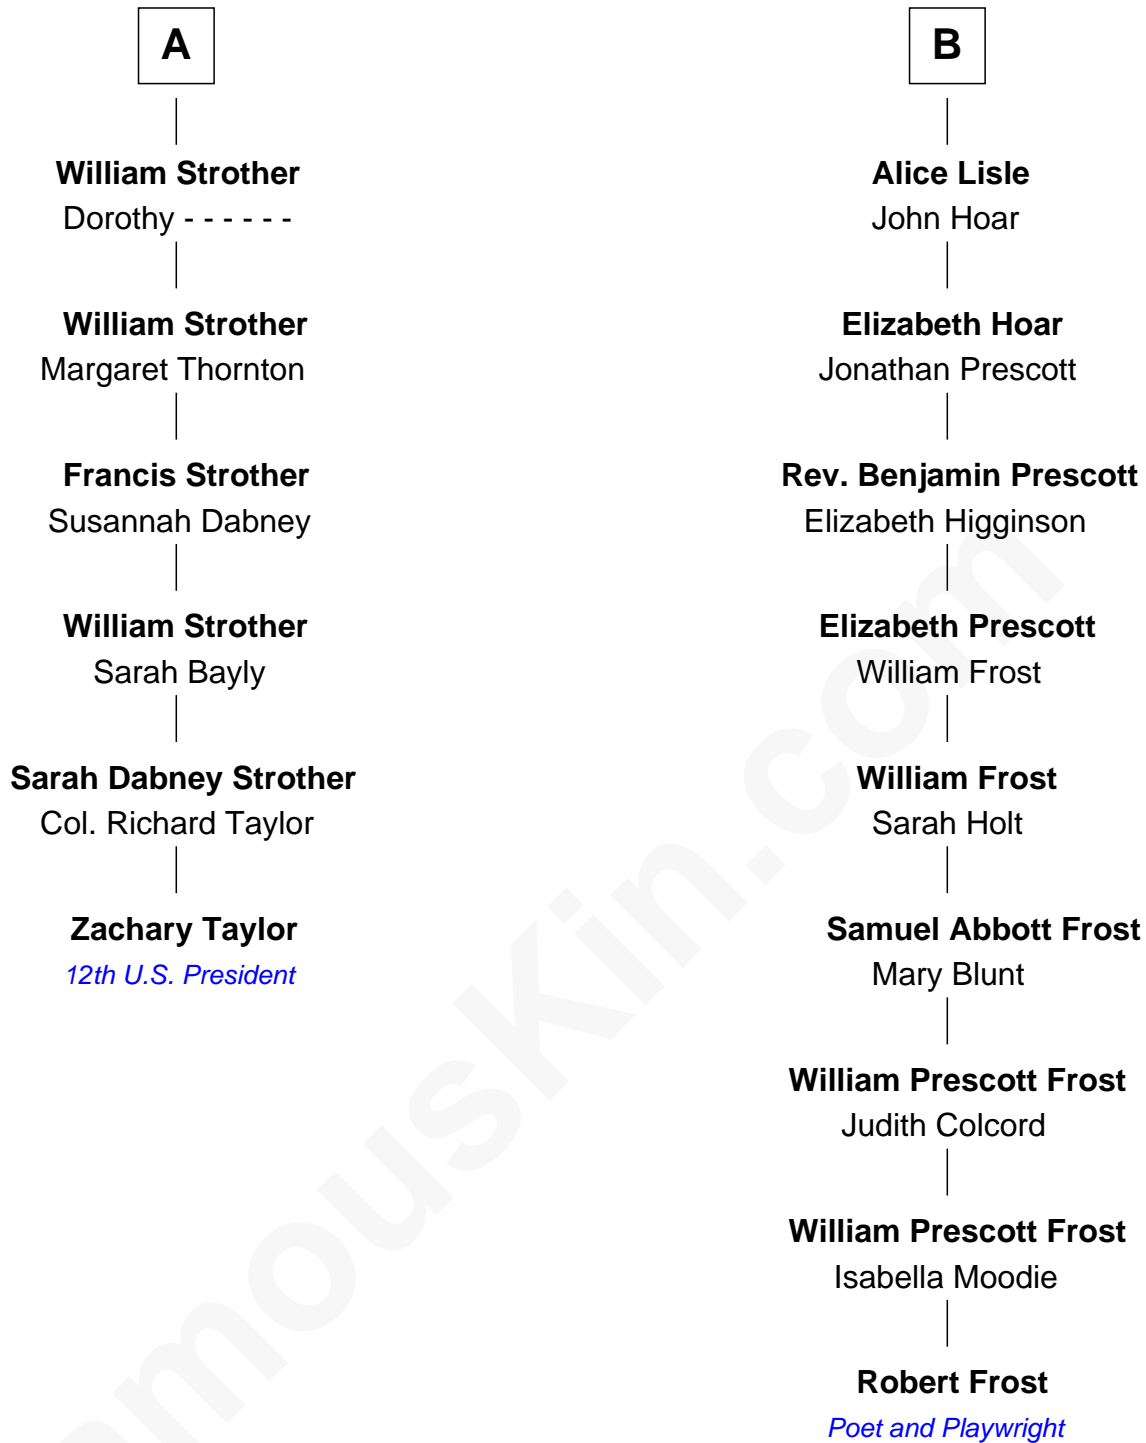 A
William Strother
Dorothy - - - - - -
William Strother
Margaret Thornton
Francis Strother
Susannah Dabney
William Strother
Sarah Bayly
Sarah Dabney Strother
Col. Richard Taylor
Zachary Taylor
12th U.S. President
B
Alice Lisle
John Hoar
Elizabeth Hoar
Jonathan Prescott
Rev. Benjamin Prescott
Elizabeth Higginson
Elizabeth Prescott
William Frost
William Frost
Sarah Holt
Samuel Abbott Frost
Mary Blunt
William Prescott Frost
Judith Colcord
William Prescott Frost
Isabella Moodie
Robert Frost
Poet and Playwright
amouskin.com